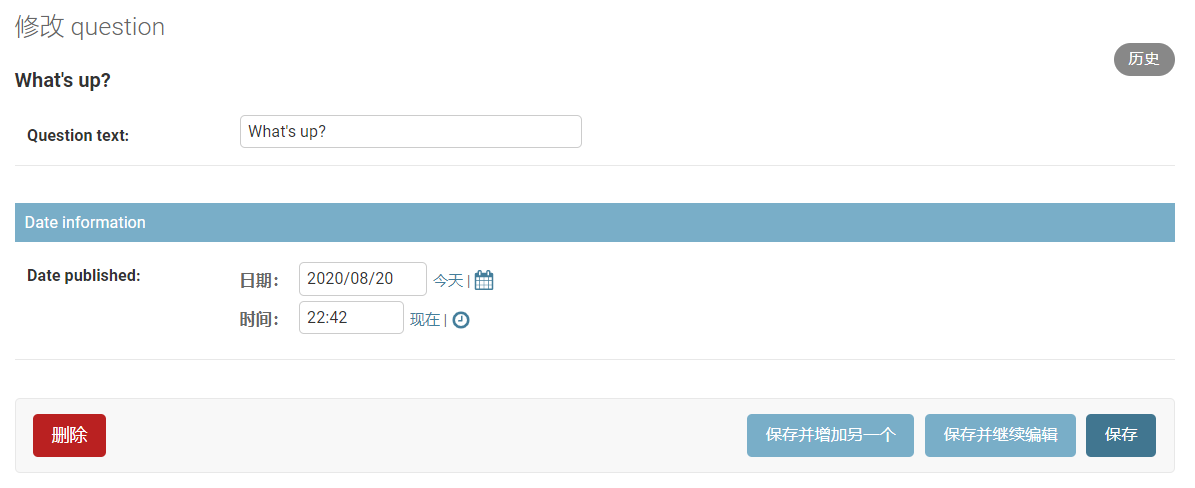 修改 question
历史
What's up?
Question text: What's up?
Date information
Date published: 日期： 2020/08/20 今天 |
时间： 22:42 现在 |
删除 保存并增加另一个 保存并继续编辑 保存